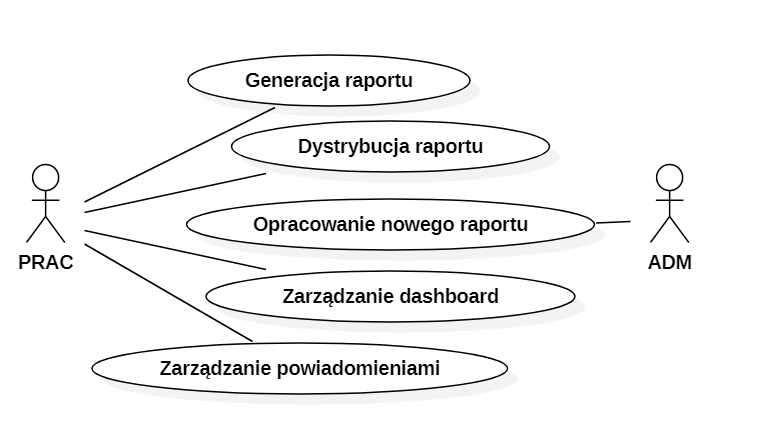 Generacja raportu
Dystrybucja raportu
Opracowanie nowego raportu
PRAC
ADM
Zarządzanie dashboard
Zarządzanie powiadomieniami